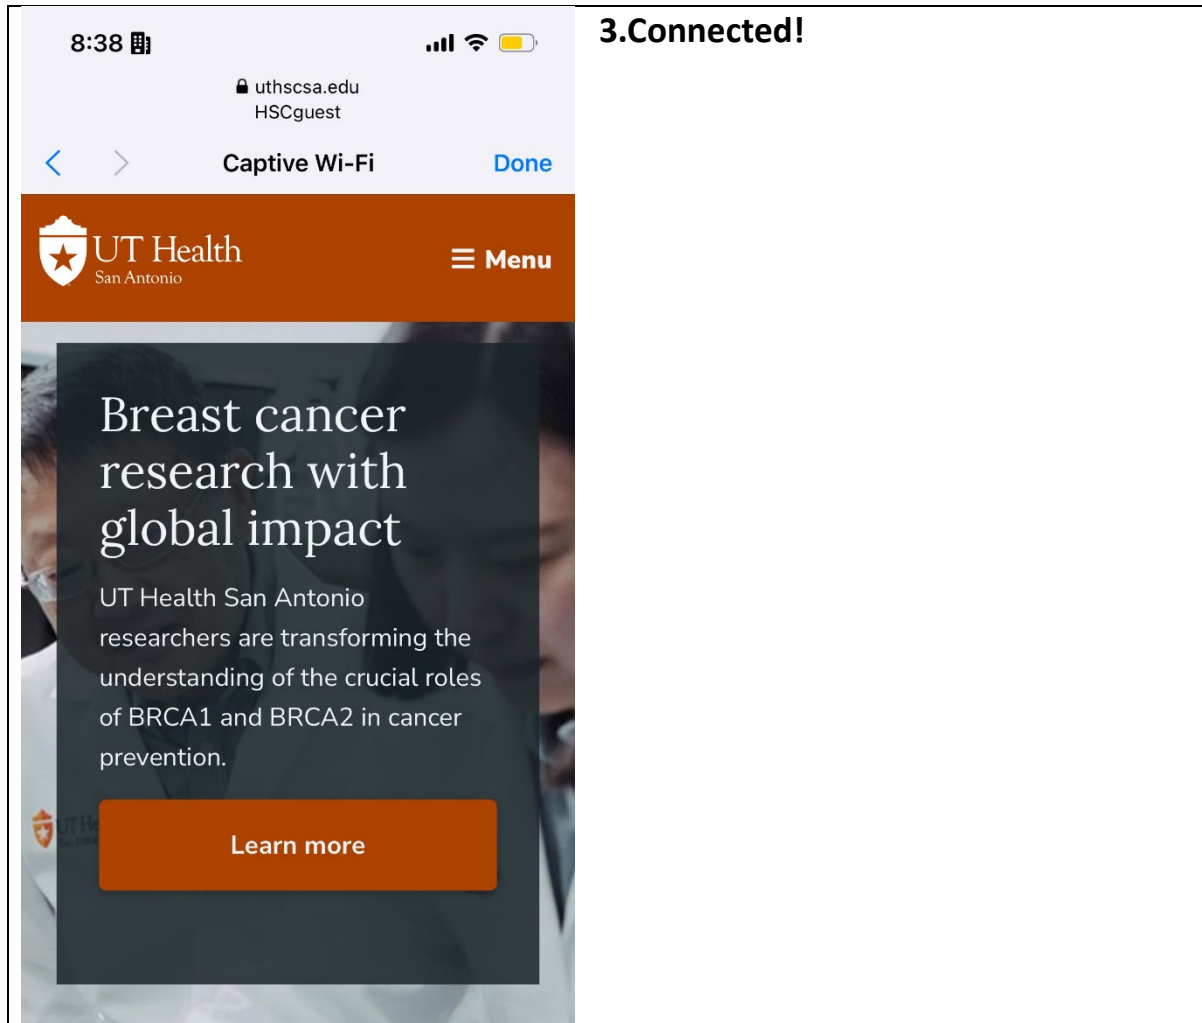 8:38
uthscsa.edu
HSCguest
Captive Wi-Fi
Done
UT Health
San Antonio
Menu
Breast cancer
research with
global impact
UT Health San Antonio
researchers are transforming the
understanding of the crucial roles
of BRCA1 and BRCA2 in cancer
prevention.
Learn more
3.Connected!